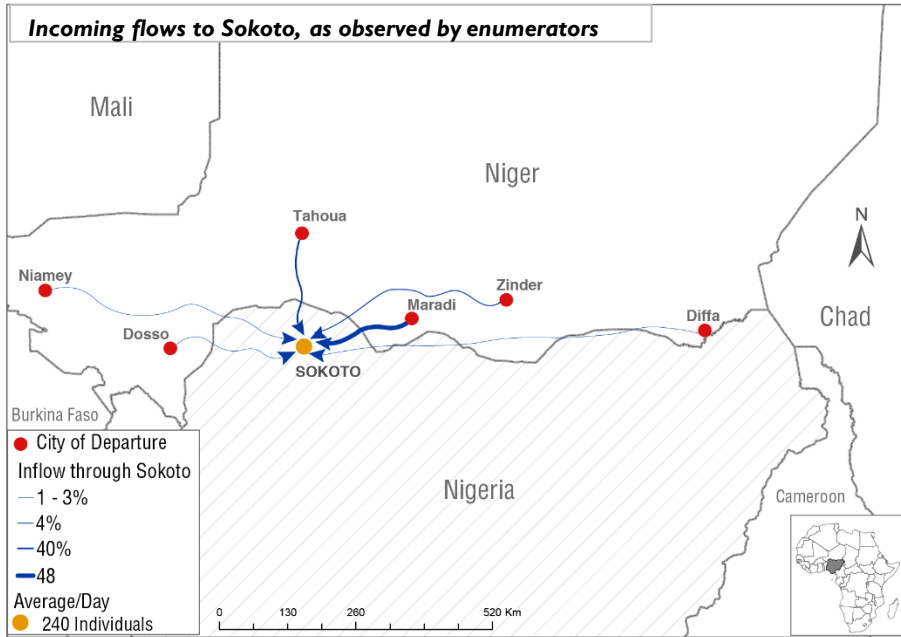 Incoming flows to Sokoto, as observed by enumerators
Mali
Niger
N
Tahoua
Niamey
Zinder
Maradi
Diffa
Chad
Dosso
SOKOTO
Burkina Faso
Nigeria
Cameroon
City of Departure
Inflow through Sokoto
1 - 3%
4%
40%
48
Average/Day
240 Individuals
0 130 260 520 Km